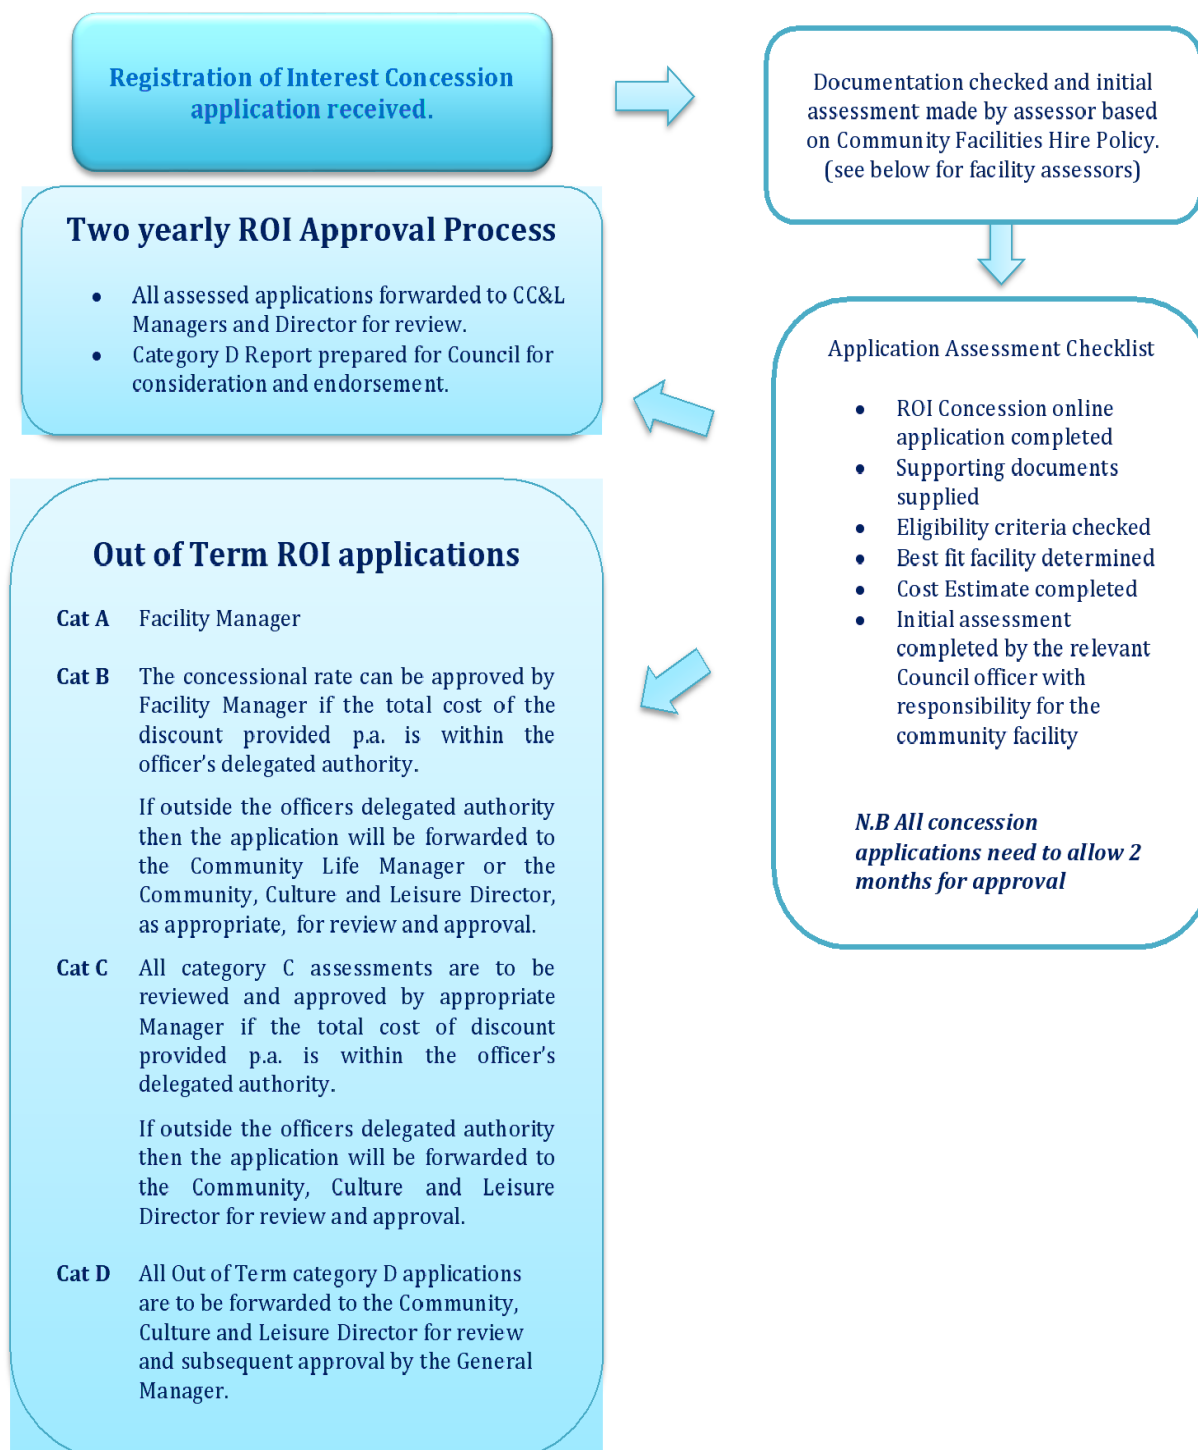 Registration of Interest Concession
application received.
Documentation checked and initial
assessment made by assessor based
on Community Facilities Hire Policy.
(see below for facility assessors)
Application Assessment Checklist
• ROI Concession online
application completed
• Supporting documents
supplied
• Eligibility criteria checked
• Best fit facility determined
• Cost Estimate completed
• Initial assessment
completed by the relevant
Council officer with
responsibility for the
community facility
N.B All concession
applications need to allow 2
months for approval
Two yearly ROI Approval Process
• All assessed applications forwarded to CC&L
Managers and Director for review.
• Category D Report prepared for Council for
consideration and endorsement.
Out of Term ROI applications
Cat A Facility Manager
Cat B The concessional rate can be approved by
Facility Manager if the total cost of the
discount provided p.a. is within the
officer's delegated authority.
If outside the officers delegated authority
then the application will be forwarded to
the Community Life Manager or the
Community, Culture and Leisure Director,
as appropriate, for review and approval.
Cat C All category C assessments are to be
reviewed and approved by appropriate
Manager if the total cost of discount
provided p.a. is within the officer's
delegated authority.
If outside the officers delegated authority
then the application will be forwarded to
the Community, Culture and Leisure
Director for review and approval.
Cat D All Out of Term category D applications
are to be forwarded to the Community,
Culture and Leisure Director for review
and subsequent approval by the General
Manager.